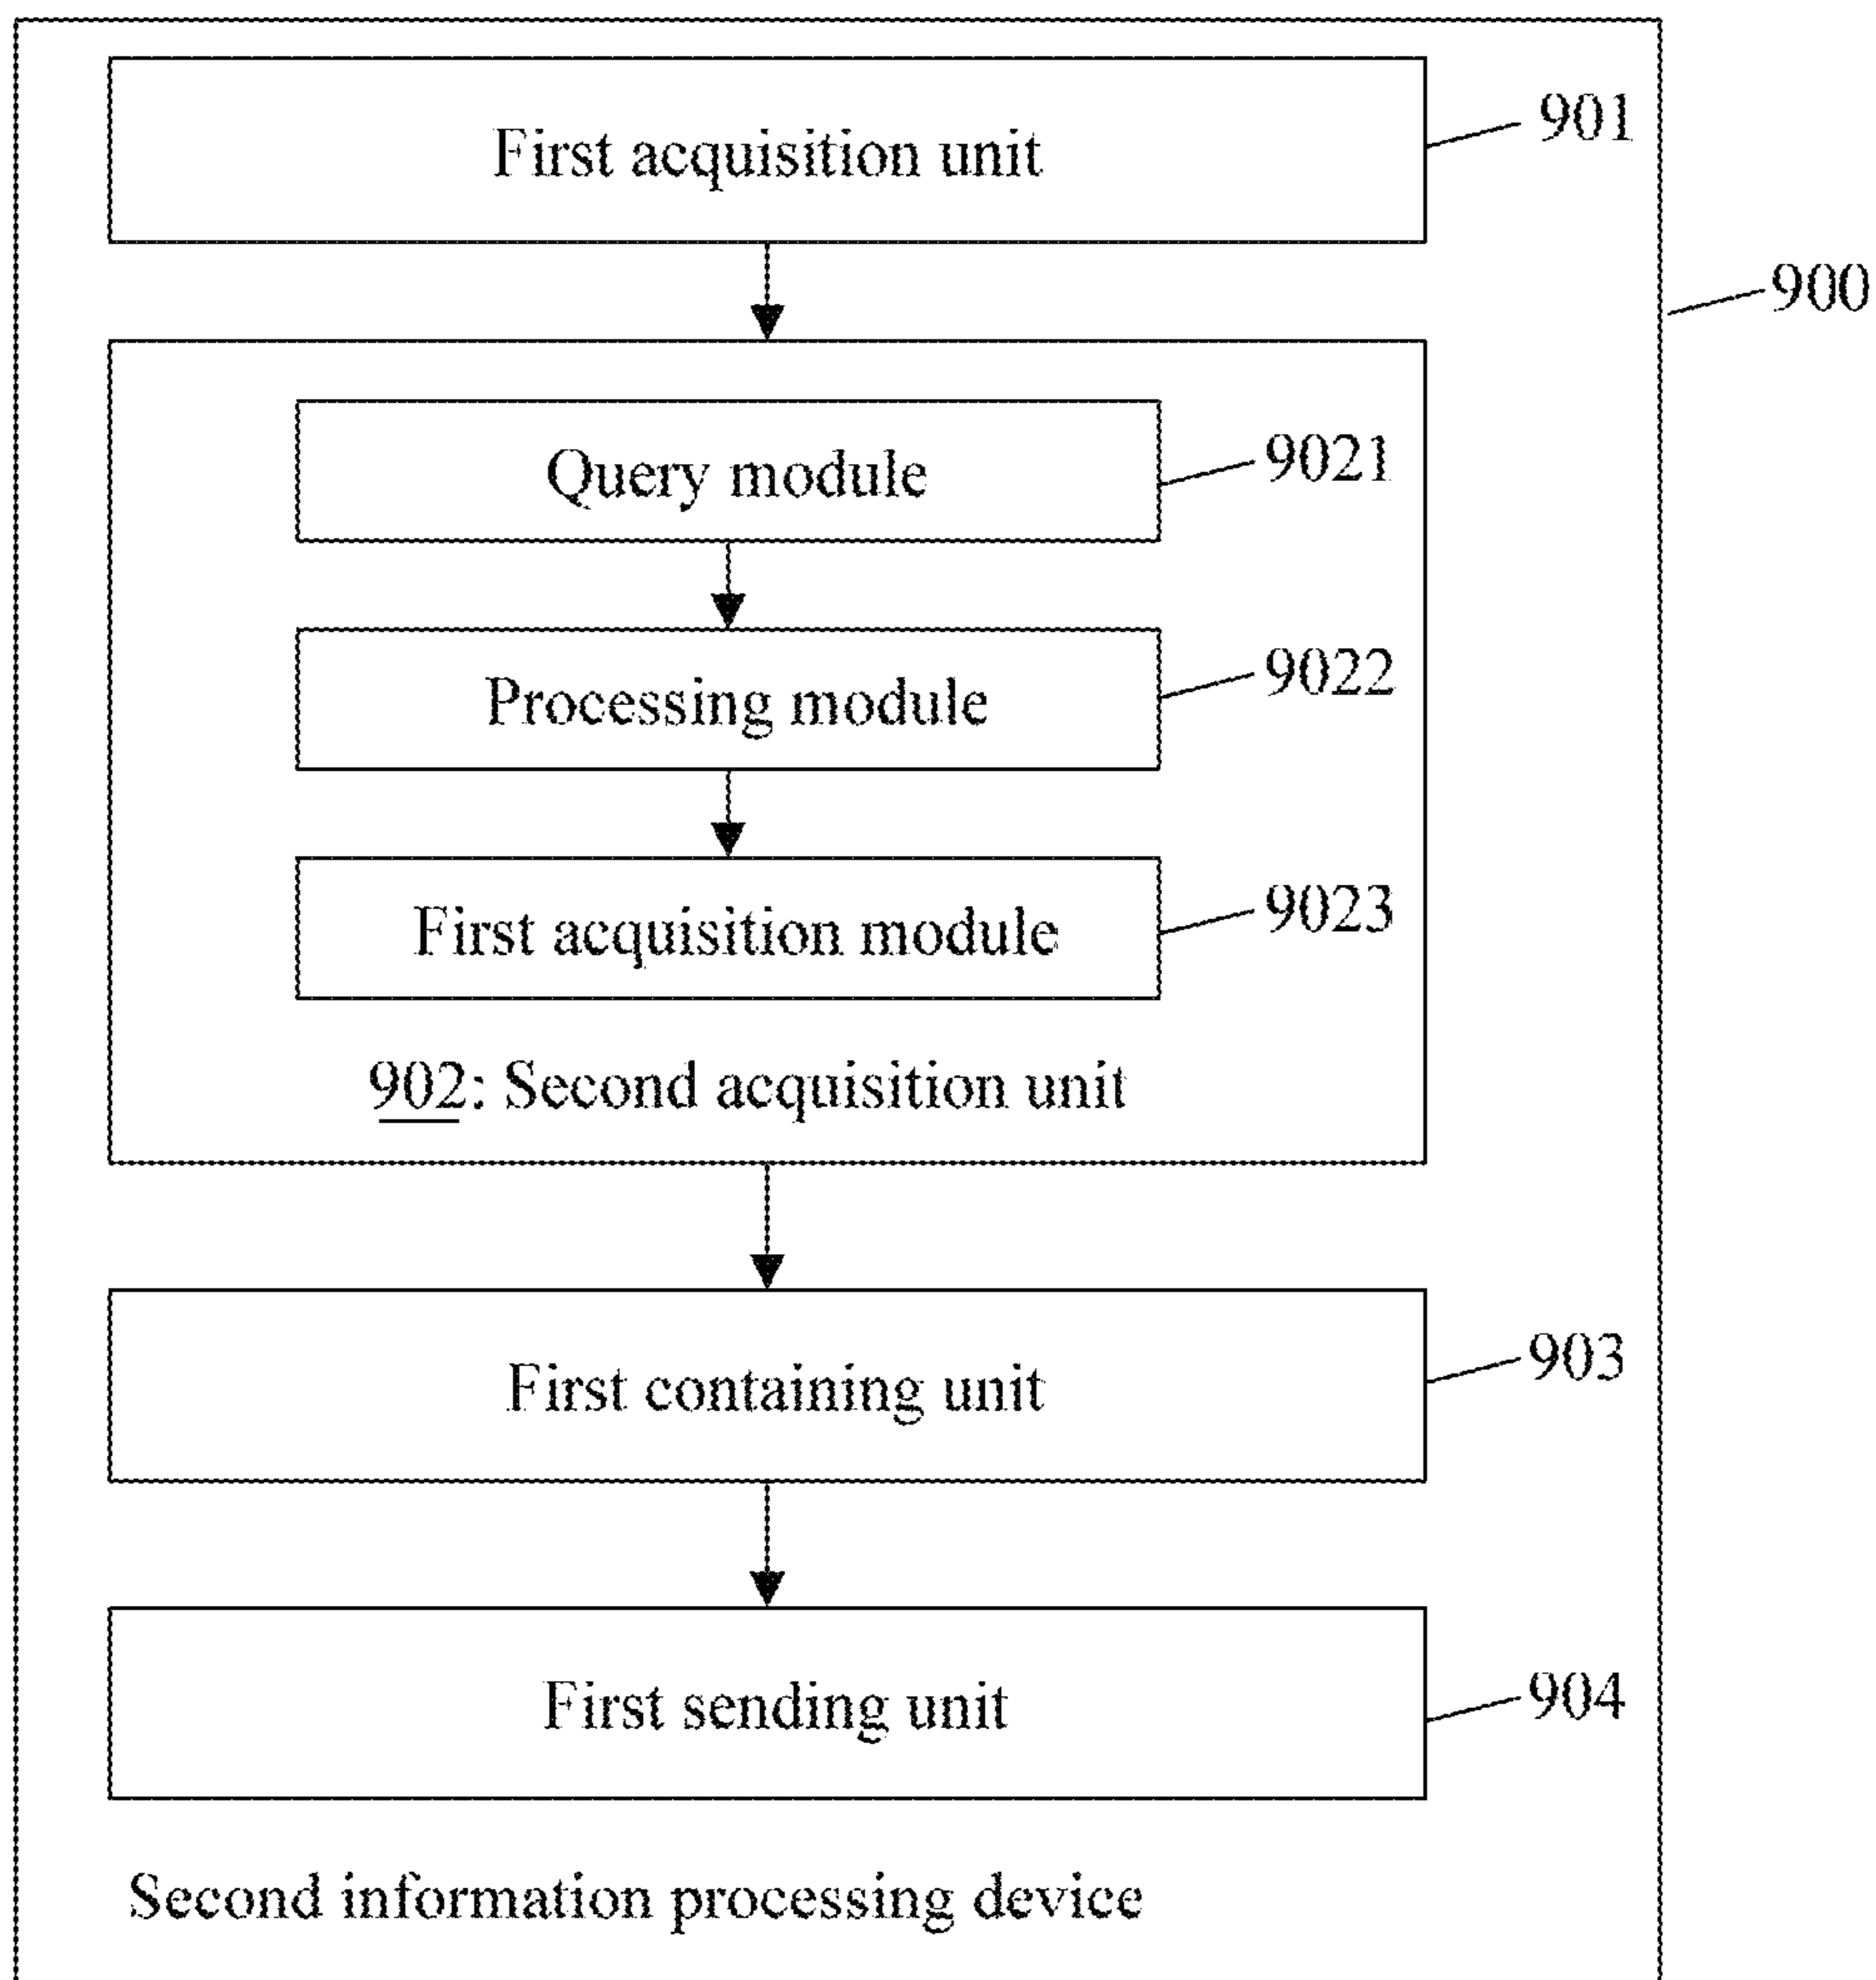 First acquisition unit
901
900
Query module
9021
Processing module
9022
First acquisition module
9023
902: Second acquisition unit
First containing unit
903
First sending unit
904
Second information processing device